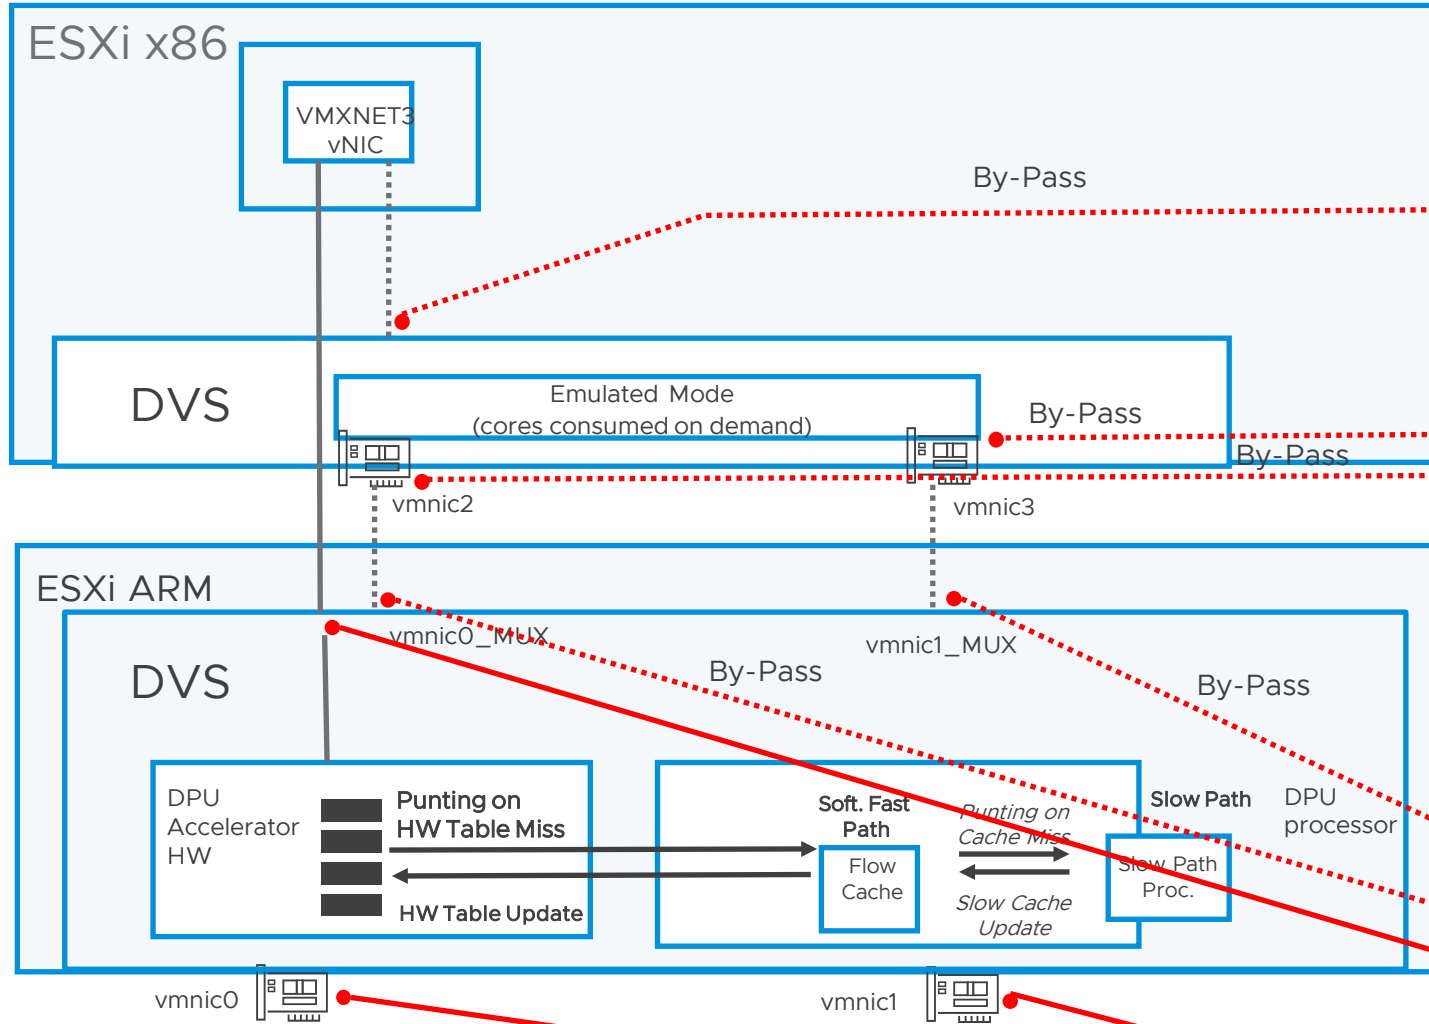 ESXi x86
VMXNET3
vNIC
By-Pass
DVS
Emulated Mode
(cores consumed on demand)
By-Pass
By-Pass
vmnic2
vmnic3
ESXi ARM
vmnic0_MUX
vmnic1_MUX
DVS
By-Pass
By-Pass
DPU
Accelerator
HW
Punting on
HW Table Miss
HW Table Update
Soft. Fast
Path
Flow
Cache
Punting on
Cache Miss
Slow Cache
Update
Slow Path
Slow Path
Proc.
DPU
processor
vmnic0
vmnic1